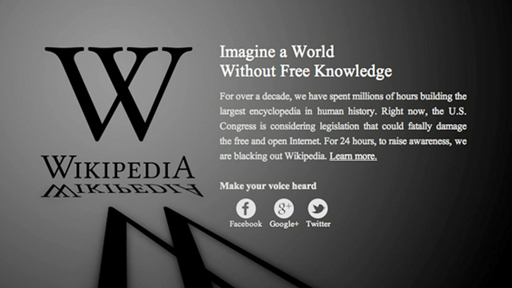 Imagine a World
Without Free Knowledge
For over a decade, we have spent millions of hours building the
largest encyclopedia in human history. Right now, the U.S.
Congress is considering legislation that could fatally damage
the free and open Internet. For 24 hours, to raise awareness, we
are blacking out Wikipedia. Learn more.
W
WIKIPEDIA
Make your voice heard
Facebook Google+ Twitter